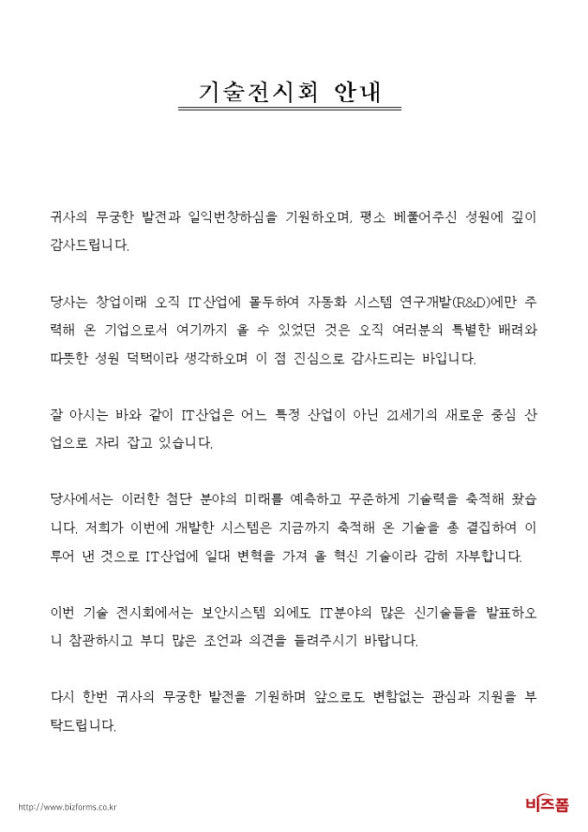 기술전시회 안내
귀사의 무궁한 발전과 일익번창하심을 기원하오며, 평소 베풀어주신 성원에 깊이
감사드립니다.
당사는 창업이래 오직 IT산업에 몰두하여 자동화 시스템 연구개발(R&D)에만 주
력해 온 기업으로서 여기까지 올 수 있었던 것은 오직 여러분의 특별한 배려와
따뜻한 성원 덕택이라 생각하오며 이 점 진심으로 감사드리는 바입니다.
잘 아시는 바와 같이 IT산업은 어느 특정 산업이 아닌 21세기의 새로운 중심 산
업으로 자리 잡고 있습니다.
당사에서는 이러한 첨단 분야의 미래를 예측하고 꾸준하게 기술력을 축적해 왔습
니다. 저희가 이번에 개발한 시스템은 지금까지 축적해 온 기술을 총 결집하여 이
루어 낸 것으로 IT산업에 일대 변혁을 가져 올 혁신 기술이라 감히 자부합니다.
이번 기술 전시회에서는 보안시스템 외에도 IT분야의 많은 신기술들을 발표하오
니 참관하시고 부디 많은 조언과 의견을 들려주시기 바랍니다.
다시 한번 귀사의 무궁한 발전을 기원하며 앞으로도 변함없는 관심과 지원을 부
탁드립니다.
http://www.bizforms.co.kr
비즈폼